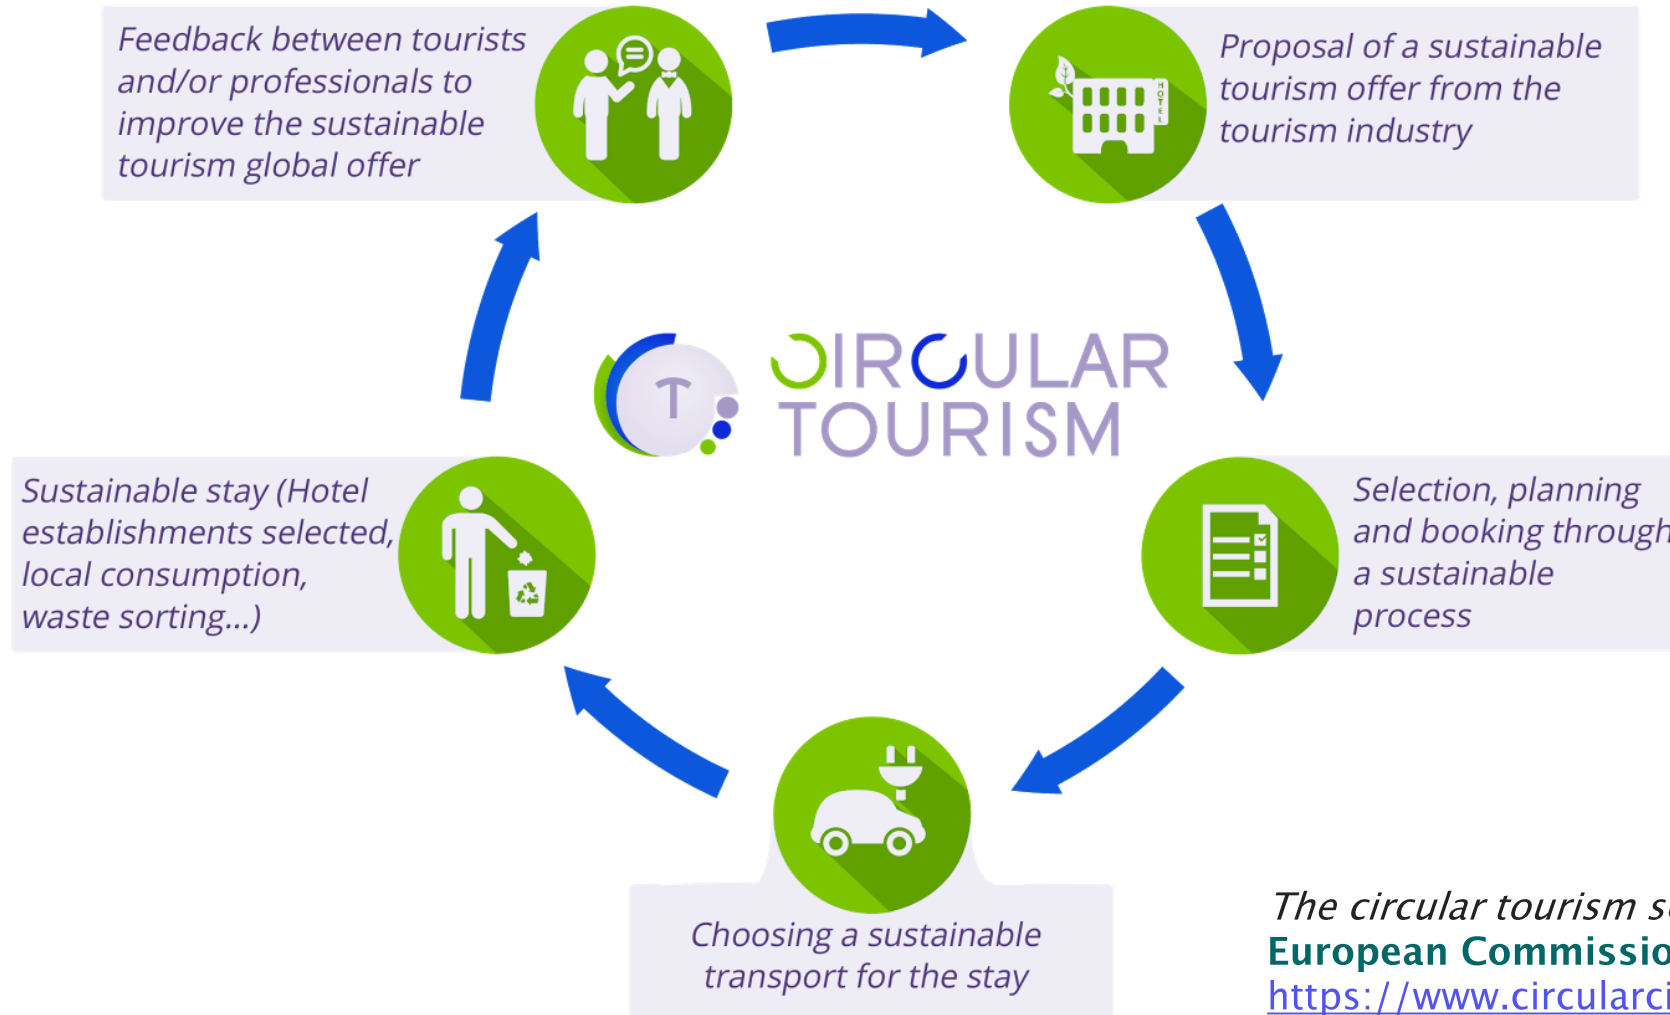 Feedback between tourists
and/or professionals to
improve the sustainable
tourism global offer
Proposal of a sustainable
tourism offer from the
tourism industry
HOTEL
T
CIRCULAR
TOURISM
Selection, planning
and booking through
a sustainable
process
Choosing a sustainable
transport for the stay
Sustainable stay (Hotel
establishments selected,
local consumption,
waste sorting...)
The circular tourism
European
https://www.circularci